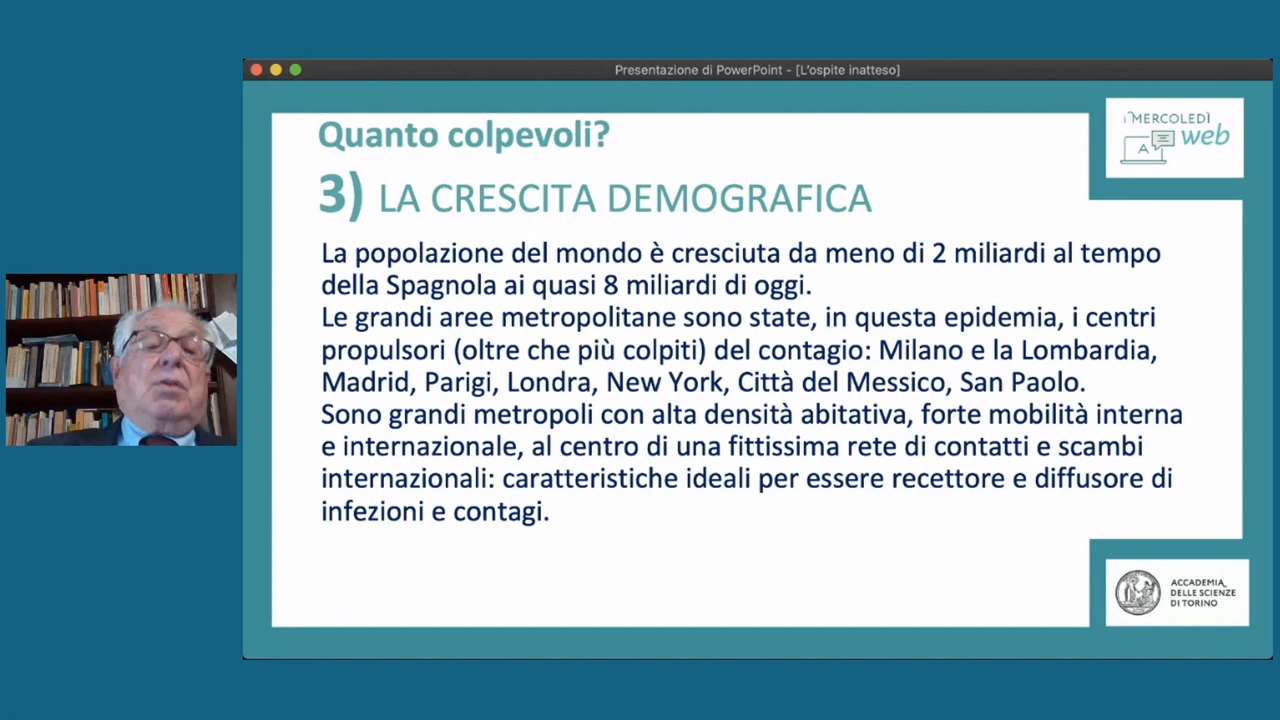 Presentazione di PowerPoint - [L'ospite inatteso]
Quanto colpevoli?
3) LA CRESCITA DEMOGRAFICA
La popolazione del mondo è cresciuta da meno di 2 miliardi al tempo
della Spagnola ai quasi 8 miliardi di oggi.
Le grandi aree metropolitane sono state, in questa epidemia, i centri
propulsori (oltre che più colpiti) del contagio: Milano e la Lombardia,
Madrid, Parigi, Londra, New York, Città del Messico, San Paolo.
Sono grandi metropoli con alta densità abitativa, forte mobilità interna
e internazionale, al centro di una fittissima rete di contatti e scambi
internazionali: caratteristiche ideali per essere recettore e diffusore di
infezioni e contagi.
i MERCOLEDÌ
A web
ACCADEMIA
DELLE SCIENZE
DI TORINO